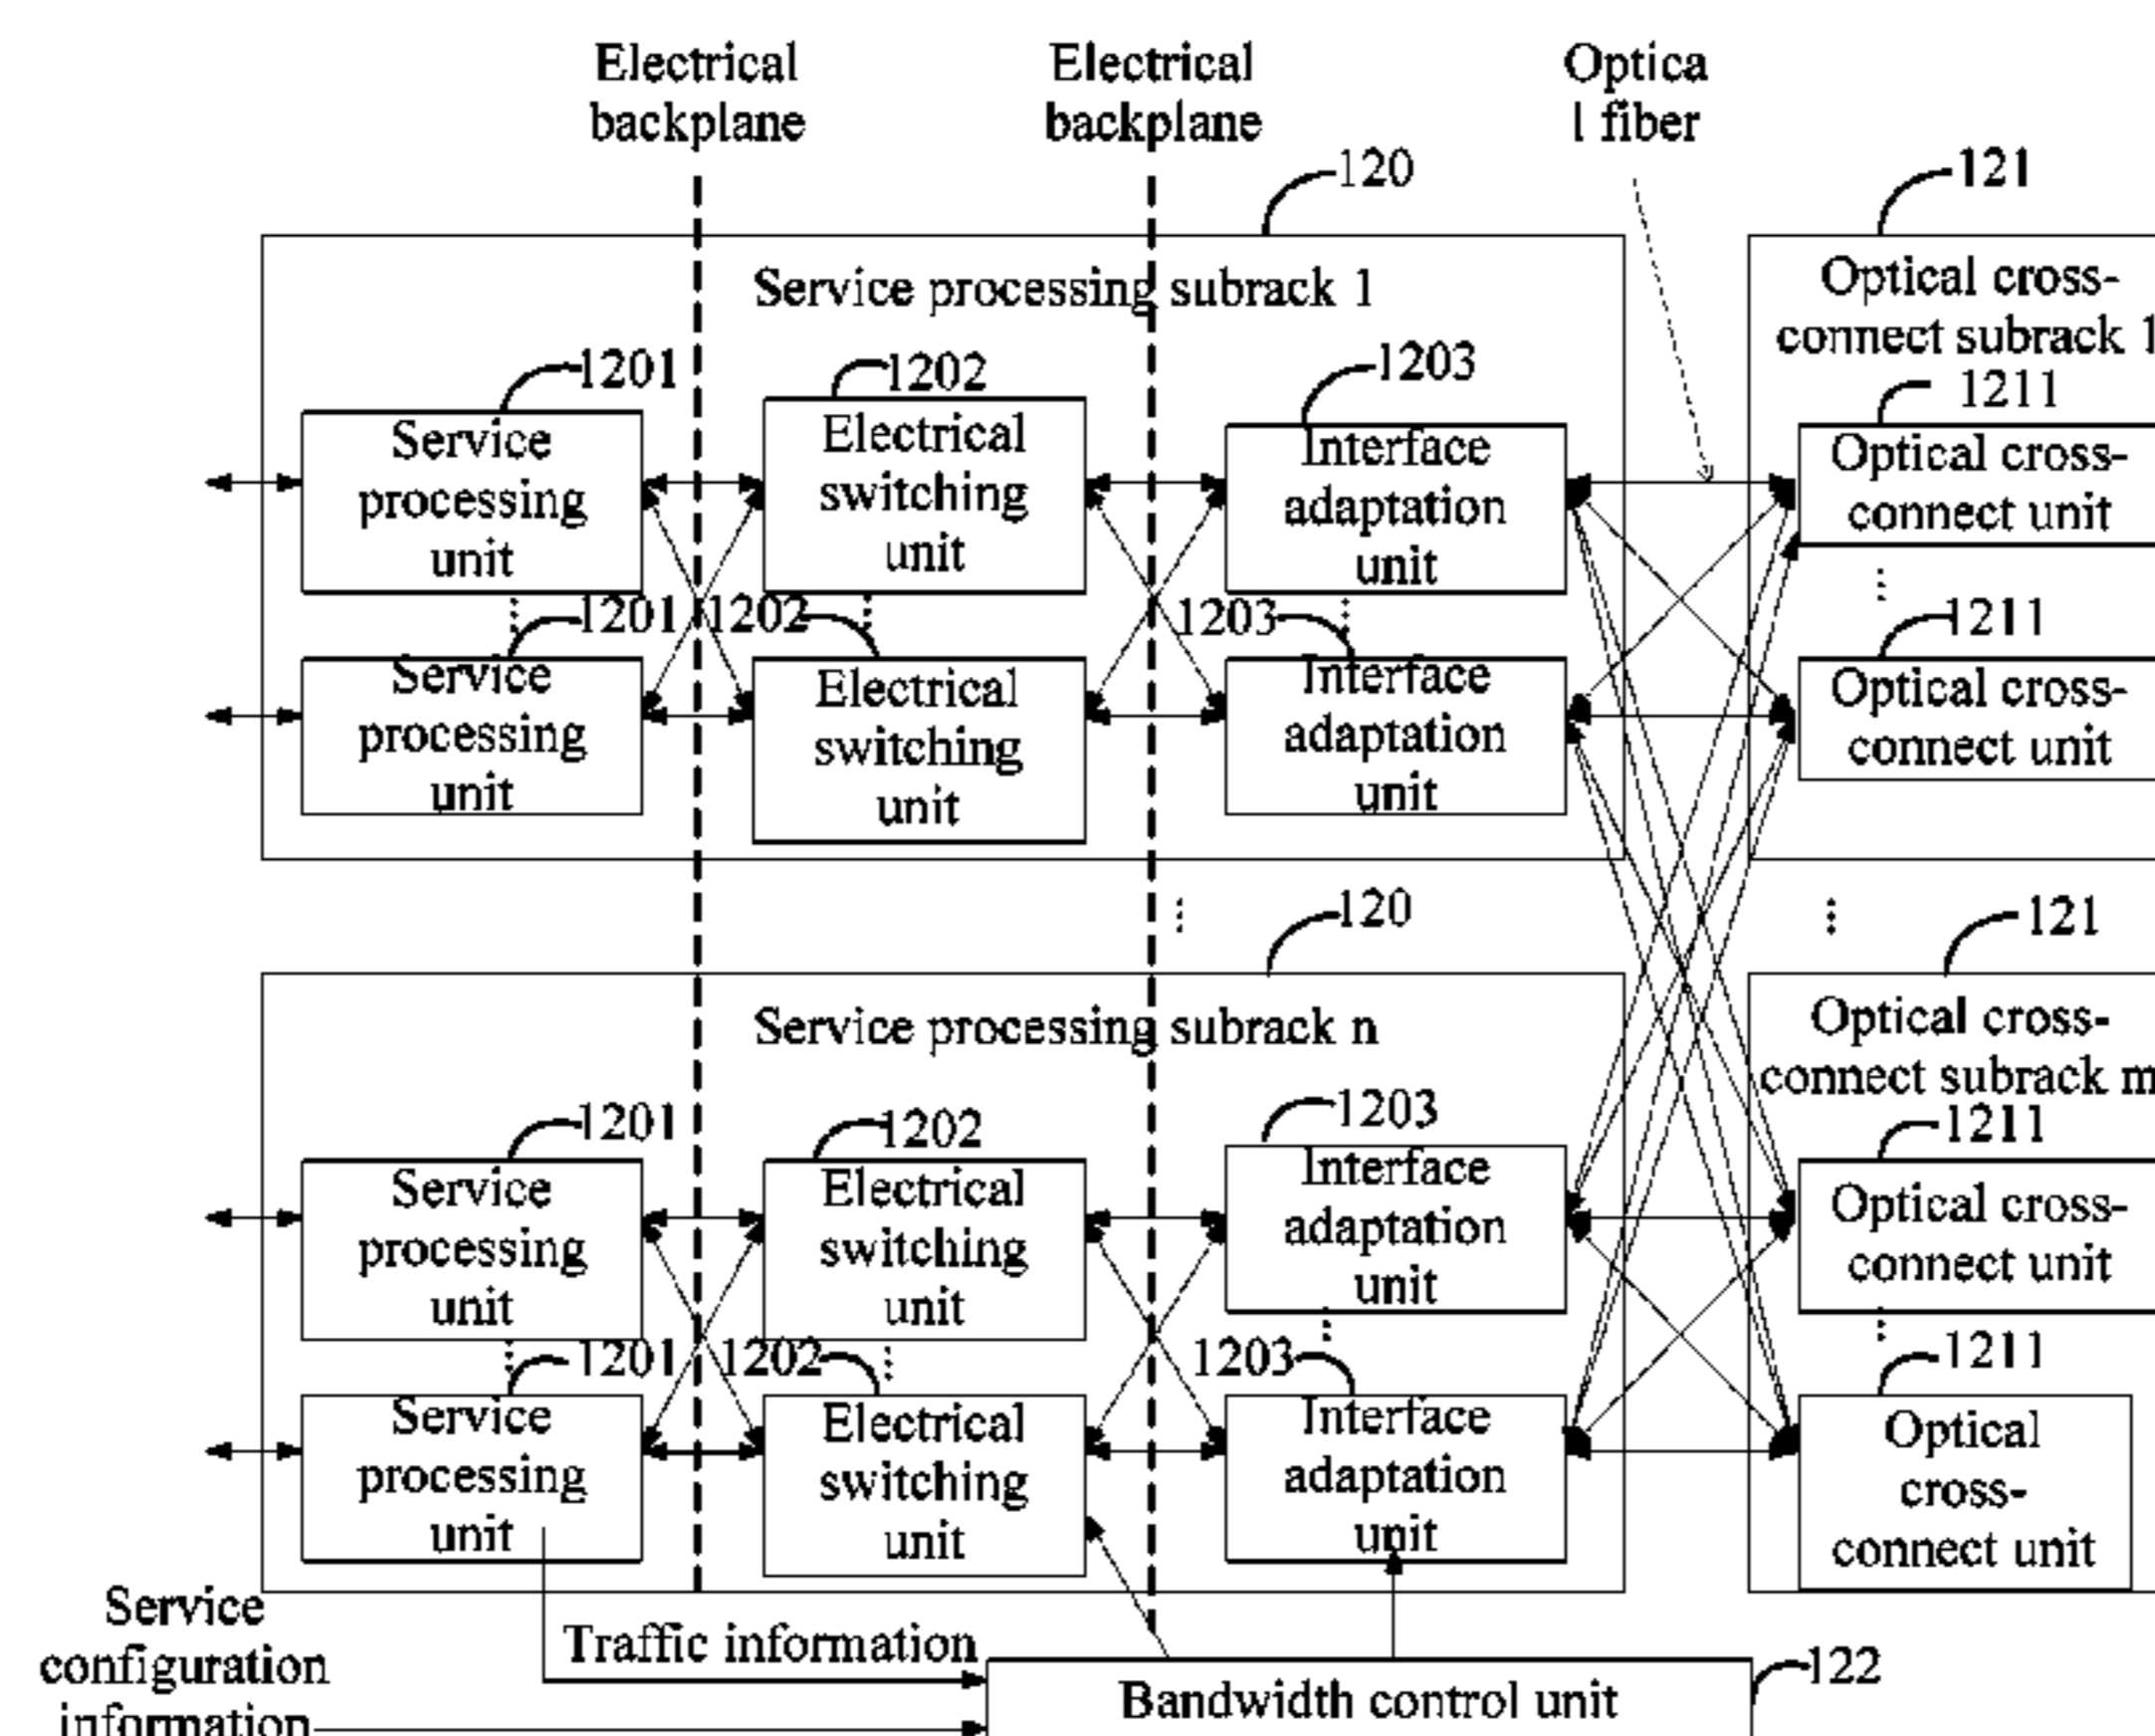 Electrical
backplane
Electrical
backplane
Optica
l fiber
120
121
Service processing subrack 1
Optical cross-
connect subrack 1
1201
1202
1203
1211
Service
processing
unit
Electrical
switching
unit
Interface
adaptation
unit
Optical cross-
connect unit
1201
1202
1203
1211
Service
processing
unit
Electrical
switching
unit
Interface
adaptation
unit
Optical cross-
connect unit
120
121
Service processing subrack n
Optical cross-
connect subrack m
1201
1202
1203
1211
Service
processing
unit
Electrical
switching
unit
Interface
adaptation
unit
Optical cross-
connect unit
1201
1202
1203
1211
Service
processing
unit
Electrical
switching
unit
Interface
adaptation
unit
Optical
cross-
connect unit
Service
configuration
information
Traffic information
Bandwidth control unit
122